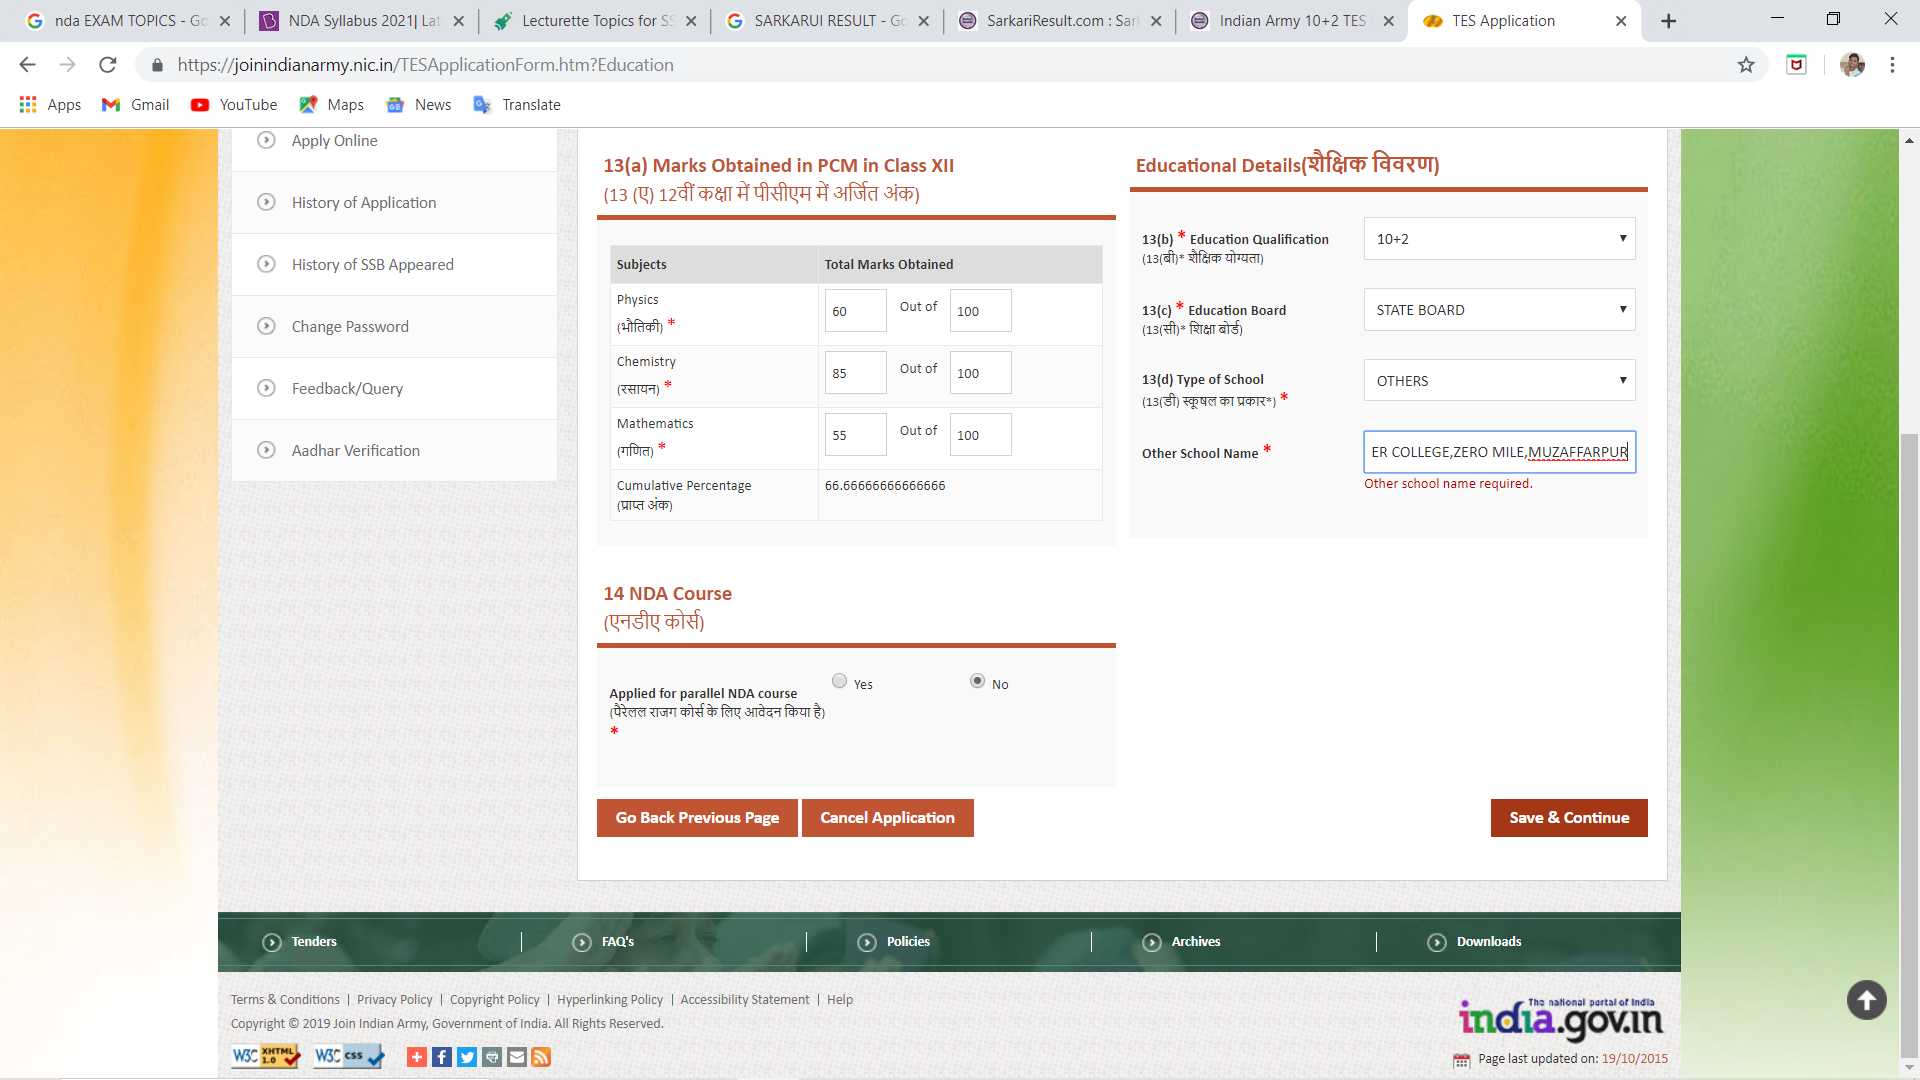 nda EXAM TOPICS - Go
NDA Syllabus 2021| Lat
Lecturette Topics for SS
SARKARUI RESULT - Go
SarkariResult.com : Sark
Indian Army 10+2 TES
TES Application
https://joinindianarmy.nic.in/TESApplicationForm.htm?Education
Apps
Gmail
YouTube
Maps
News
Translate
Apply Online
History of Application
History of SSB Appeared
Change Password
Feedback/Query
Aadhar Verification
13(a) Marks Obtained in PCM in Class XII
(13 (ए) 12वीं कक्षा में पीसीएम में अर्जित अंक)
Subjects
Total Marks Obtained
Physics
(भौतिकी) *
60 Out of 100
Chemistry
(रसायन) *
85 Out of 100
Mathematics
(गणित) *
55 Out of 100
Cumulative Percentage
(प्राप्त अंक)
66.66666666666666
Educational Details(शैक्षिक विवरण)
13(b) * Education Qualification
(13(बी)* शैक्षिक योग्यता)
10+2
13(c) * Education Board
(13(सी)* शिक्षा बोर्ड)
STATE BOARD
13(d) Type of School
(13(डी) स्कूषल का प्रकार*) *
OTHERS
Other School Name *
ER COLLEGE,ZERO MILE,MUZAFFARPUR
Other school name required.
14 NDA Course
(एनडीए कोर्स)
Applied for parallel NDA course
(पैरेलल राजग कोर्स के लिए आवेदन किया है)
*
Yes
No
Go Back Previous Page
Cancel Application
Save & Continue
Tenders
FAQ's
Policies
Archives
Downloads
Terms & Conditions | Privacy Policy | Copyright Policy | Hyperlinking Policy | Accessibility Statement | Help
Copyright © 2019 Join Indian Army, Government of India. All Rights Reserved.
W3C XHTML 1.0
W3C css
The national portal of India
india.gov.in
Page last updated on: 19/10/2015